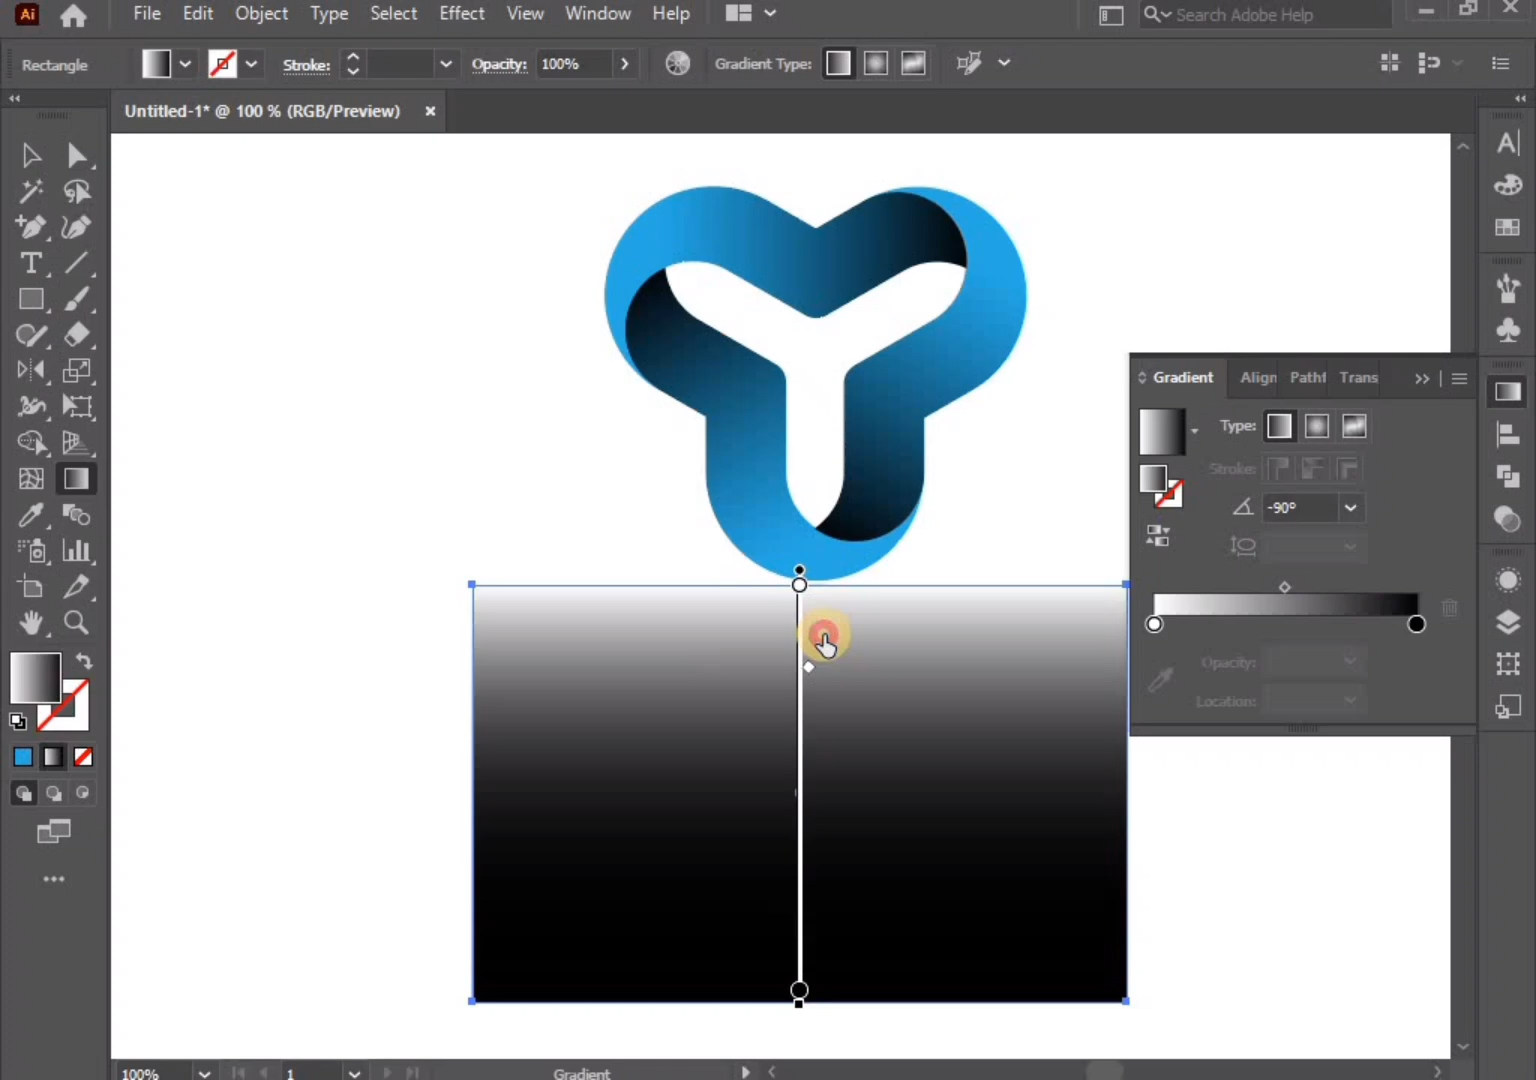 Ai File Edit Object Type Select Effect View Window Help Search Adobe Help
Rectangle Stroke: Opacity: 100% Gradient Type:
Untitled-1* @ 100 % (RGB/Preview)
Gradient Align Pathf Trans
Type:
Stroke:
-90°
Opacity:
Location:
100% 1 Gradient